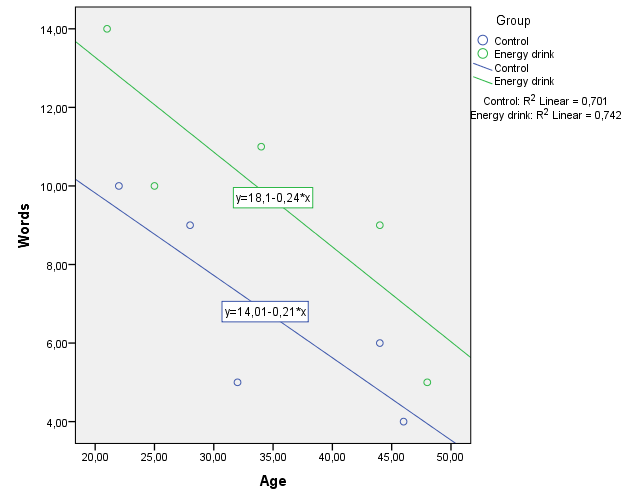 Group
Control
Energy drink
Control
Energy drink
Control: R2 Linear = 0,701
Energy drink: R2 Linear = 0,742
14,00
12,00
10,00
8,00
6,00
4,00
Words
y=18,1-0,24*x
y=14,01-0,21*x
20,00 25,00 30,00 35,00 40,00 45,00 50,00
Age